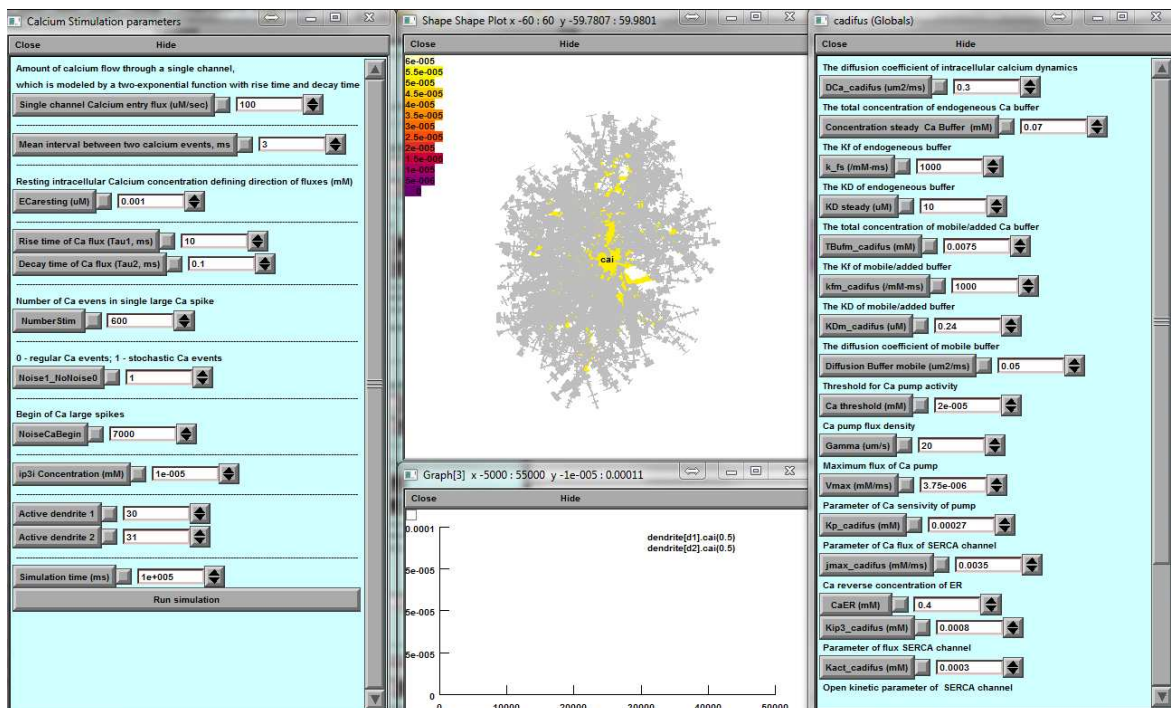 Calcium Stimulation parameters
Close Hide
Amount of calcium flow through a single channel,
which is modeled by a two-exponential function with rise time and decay time
Single channel Calcium entry flux (uM/sec) 100
Mean interval between two calcium events, ms 3
Resting intracellular Calcium concentration defining direction of fluxes (mM)
ECaresting (uM) 0.001
Rise time of Ca flux (Tau1, ms) 10
Decay time of Ca flux (Tau2, ms) 0.1
Number of Ca evens in single large Ca spike
NumberStim 600
0 - regular Ca events; 1 - stochastic Ca events
Noise1_NoNoise0 1
Begin of Ca large spikes
NoiseCaBegin 7000
ip3i Concentration (mM) 1e-005
Active dendrite 1 30
Active dendrite 2 31
Simulation time (ms) 1e+005
Run simulation
Shape Shape Plot x -60 : 60 y -59.7807 : 59.9801
Close Hide
6e-005
5.5e-005
5e-005
4.5e-005
4e-005
3.5e-005
3e-005
2.5e-005
2e-005
1.5e-005
1e-005
5e-006
0
cai
Graph[3] x -5000 : 55000 y -1e-005 : 0.00011
Close Hide
0.0001
dendrite[d1].cai(0.5)
dendrite[d2].cai(0.5)
5e-005
5e-005
5e-005
0
0 10000 20000 30000 40000 50000
cadifus (Globals)
Close Hide
The diffusion coefficient of intracellular calcium dynamics
DCa_cadifus (um2/ms) 0.3
The total concentration of endogeneous Ca buffer
Concentration steady Ca Buffer (mM) 0.07
The Kf of endogeneous buffer
k_fs (/mM-ms) 1000
The KD of endogeneous buffer
KD steady (uM) 10
The total concentration of mobile/added Ca buffer
TBufm_cadifus (mM) 0.0075
The Kf of mobile/added buffer
kfm_cadifus (/mM-ms) 1000
The KD of mobile/added buffer
KDm_cadifus (uM) 0.24
The diffusion coefficient of mobile buffer
Diffusion Buffer mobile (um2/ms) 0.05
Threshold for Ca pump activity
Ca threshold (mM) 2e-005
Ca pump flux density
Gamma (um/s) 20
Maximum flux of Ca pump
Vmax (mM/ms) 3.75e-006
Parameter of Ca sensivity of pump
Kp_cadifus (mM) 0.00027
Parameter of Ca flux of SERCA channel
jmax_cadifus (mM/ms) 0.0035
Ca reverse concentration of ER
CaER (mM) 0.4
Kip3_cadifus (mM) 0.0008
Parameter of flux SERCA channel
Kact_cadifus (mM) 0.0003
Open kinetic parameter of SERCA channel